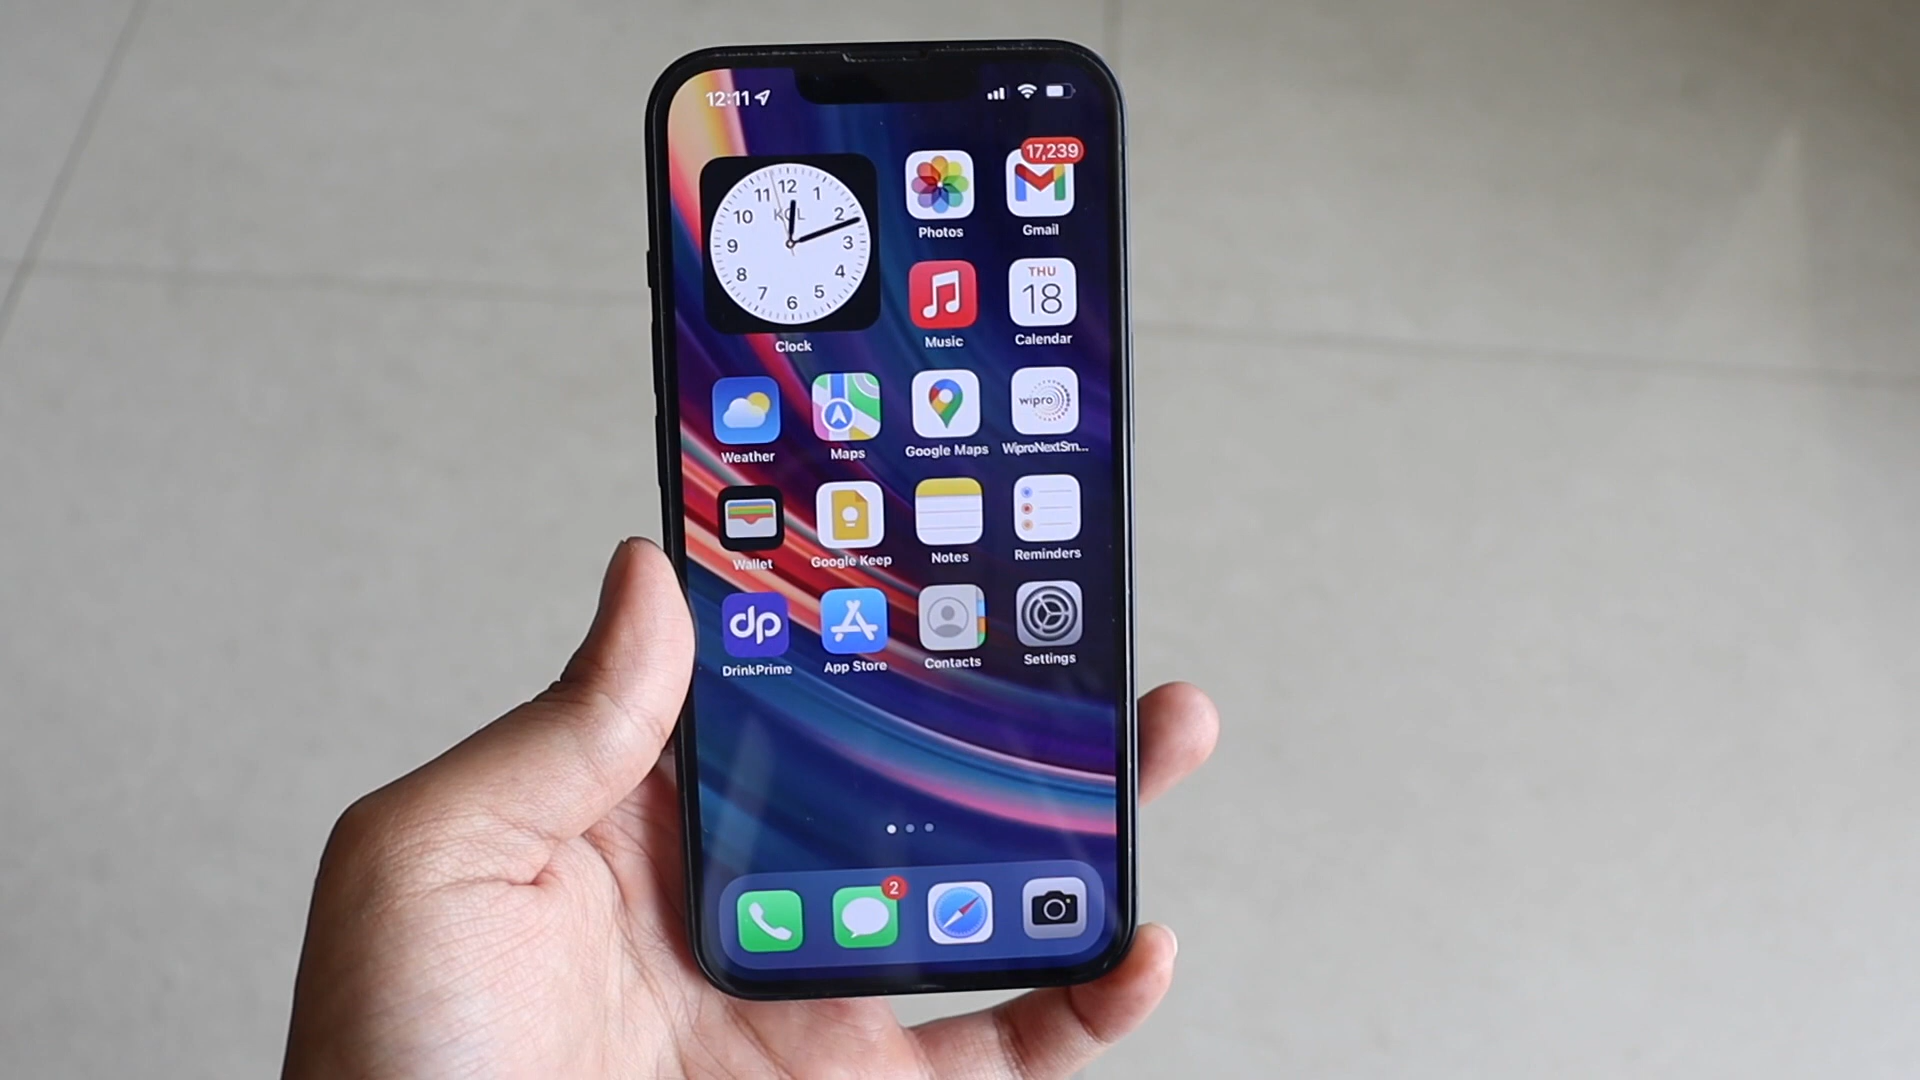 12:11
17,239
12
11
1
KOL
10
2
9
3
8
4
7
5
6
Clock
Photos
Gmail
THU
18
Music
Calendar
wipro
Weather
Maps
Google Maps
WiproNextSm...
Wallet
Google Keep
Notes
Reminders
dp
DrinkPrime
App Store
Contacts
Settings
2